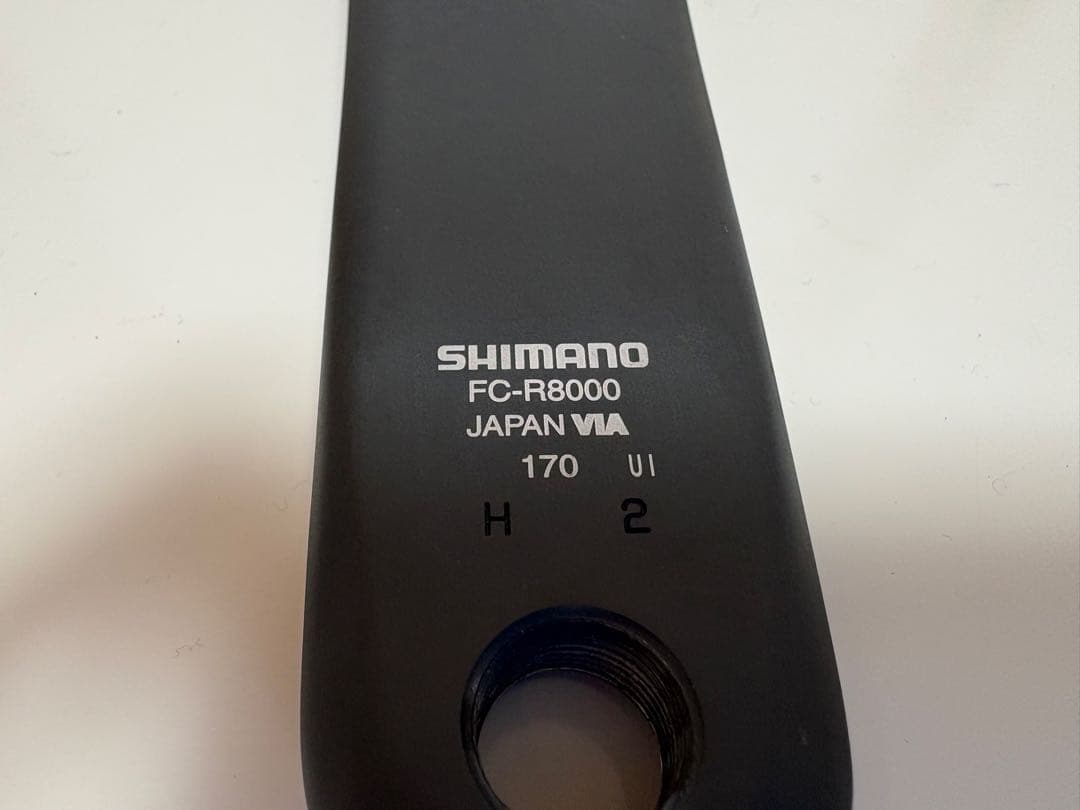 SHIMANO
FC-R8000
JAPAN VIA
170 UI
H 2